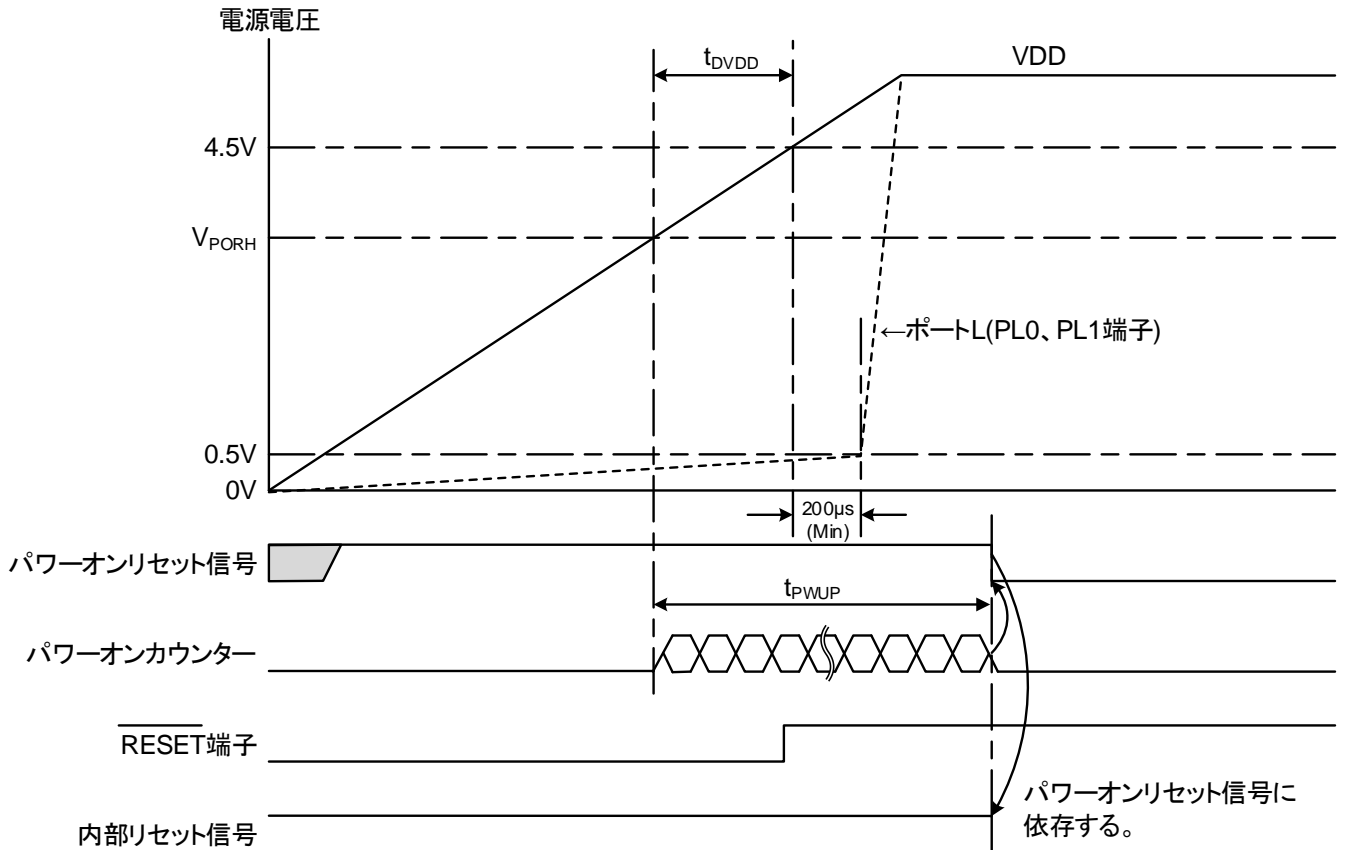 電源電圧
tDVDD
VDD
4.5V
VPORH
←ポートL(PL0、PL1端子)
0.5V
0V
200µs
(Min)
パワーオンリセット信号
tPWUP
パワーオンカウンター
RESET端子
パワーオンリセット信号に
依存する。
内部リセット信号